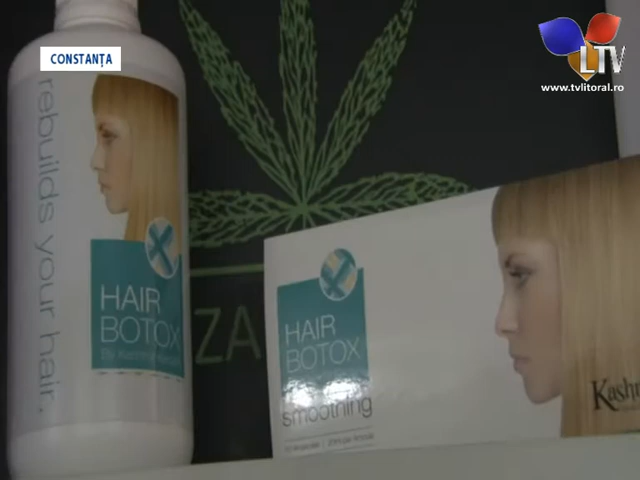 CONSTANȚA
LTV
www.tvlitoral.ro
rebuilds your hair.
HAIR
BOTOX
ZA
HAIR
BOTOX
smoothing